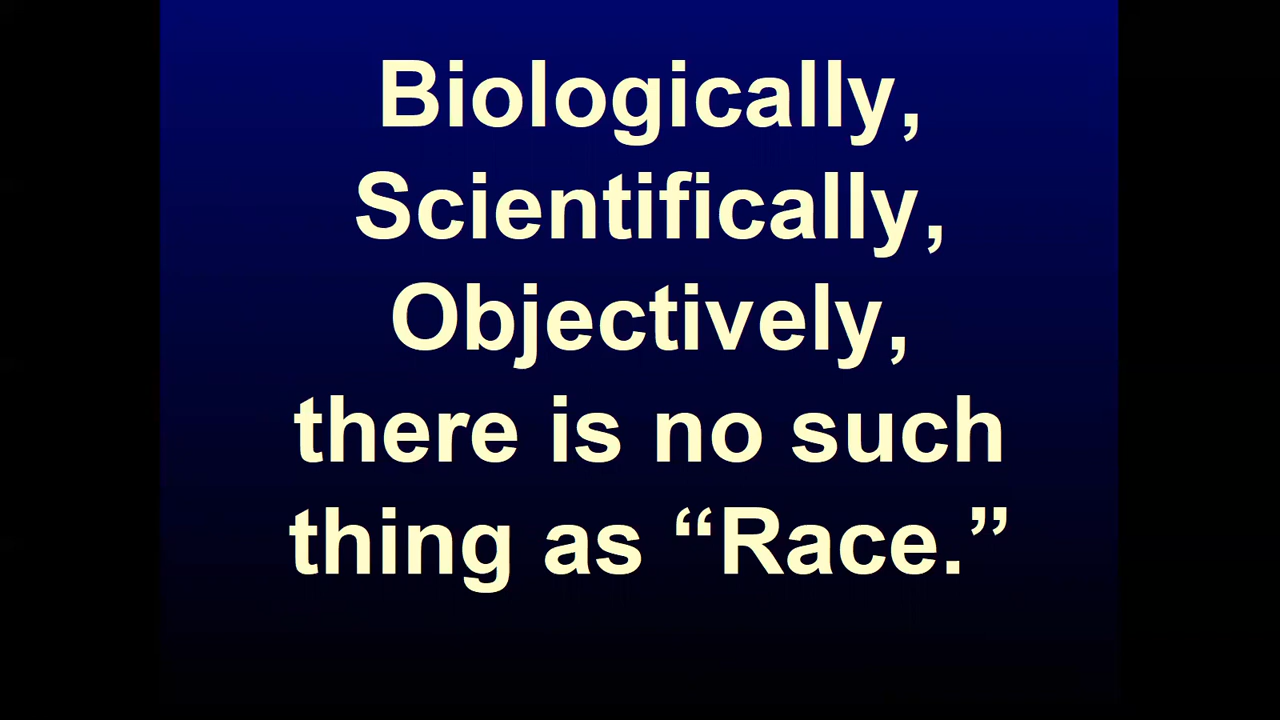 Biologically,
Scientifically,
Objectively,
there is no such
thing as “Race.”